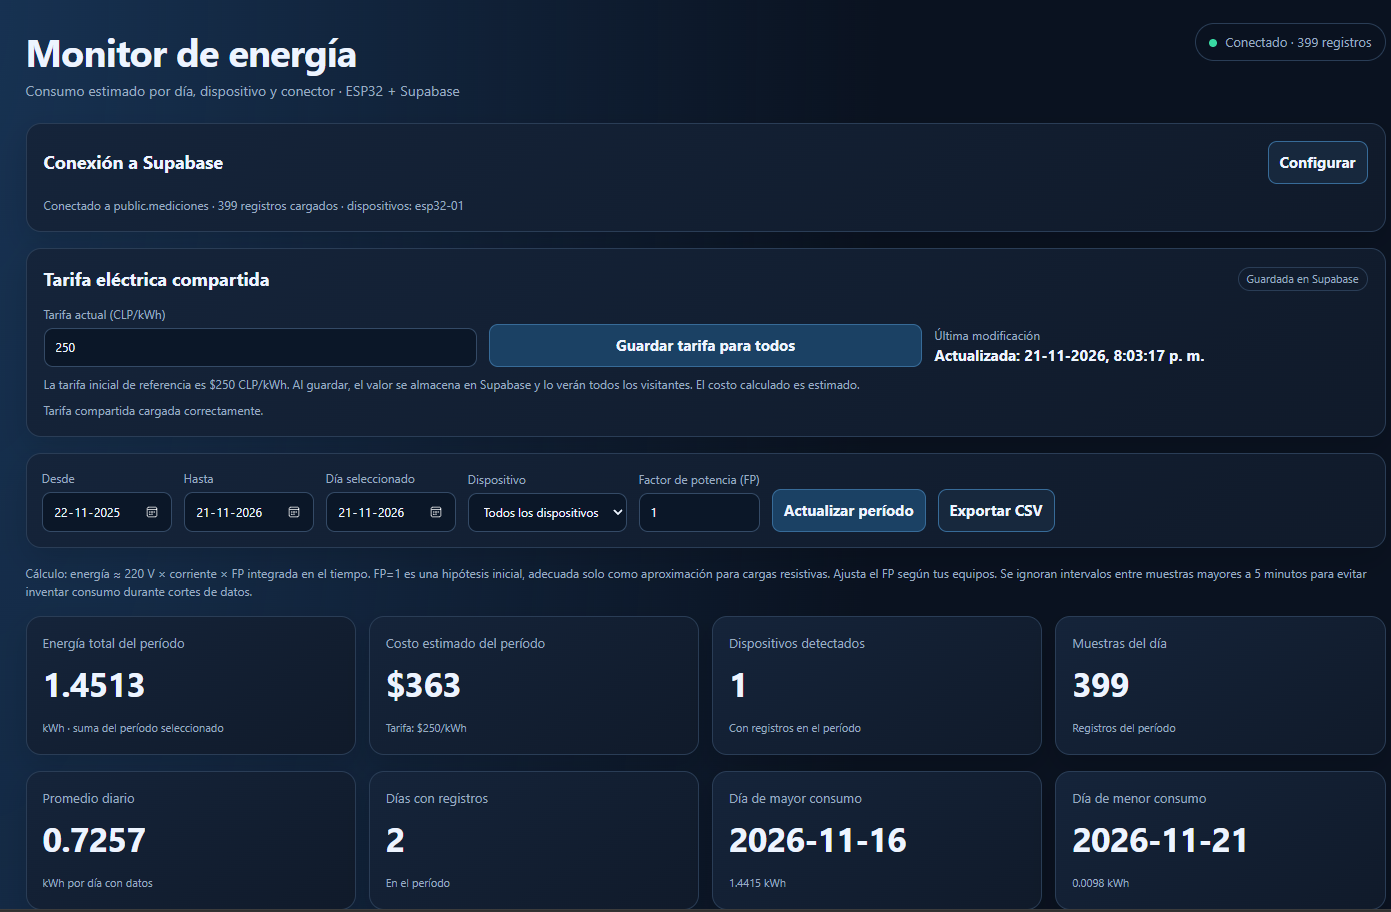 Monitor de energía
Conectado · 399 registros
Consumo estimado por día, dispositivo y conector · ESP32 + Supabase
Conexión a Supabase
Configurar
Conectado a public.mediciones · 399 registros cargados · dispositivos: esp32-01
Tarifa eléctrica compartida
Guardada en Supabase
Tarifa actual (CLP/kWh)
250
Guardar tarifa para todos
Última modificación
Actualizada: 21-11-2026, 8:03:17 p. m.
La tarifa inicial de referencia es $250 CLP/kWh. Al guardar, el valor se almacena en Supabase y lo verán todos los visitantes. El costo calculado es estimado.
Tarifa compartida cargada correctamente.
Desde
Hasta
Día seleccionado
Dispositivo
Factor de potencia (FP)
22-11-2025
21-11-2026
21-11-2026
Todos los dispositivos
1
Actualizar período
Exportar CSV
Cálculo: energía ≈ 220 V × corriente × FP integrada en el tiempo. FP=1 es una hipótesis inicial, adecuada solo como aproximación para cargas resistivas. Ajusta el FP según tus equipos. Se ignoran intervalos entre muestras mayores a 5 minutos para evitar
inventar consumo durante cortes de datos.
Energía total del período
1.4513
kWh · suma del período seleccionado
Costo estimado del período
$363
Tarifa: $250/kWh
Dispositivos detectados
1
Con registros en el período
Muestras del día
399
Registros del período
Promedio diario
0.7257
kWh por día con datos
Días con registros
2
En el período
Día de mayor consumo
2026-11-16
1.4415 kWh
Día de menor consumo
2026-11-21
0.0098 kWh